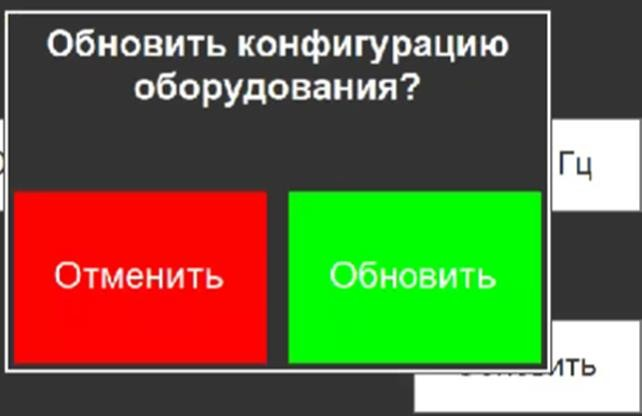 Обновить конфигурацию
оборудования?
Гц
Отменить
Обновить